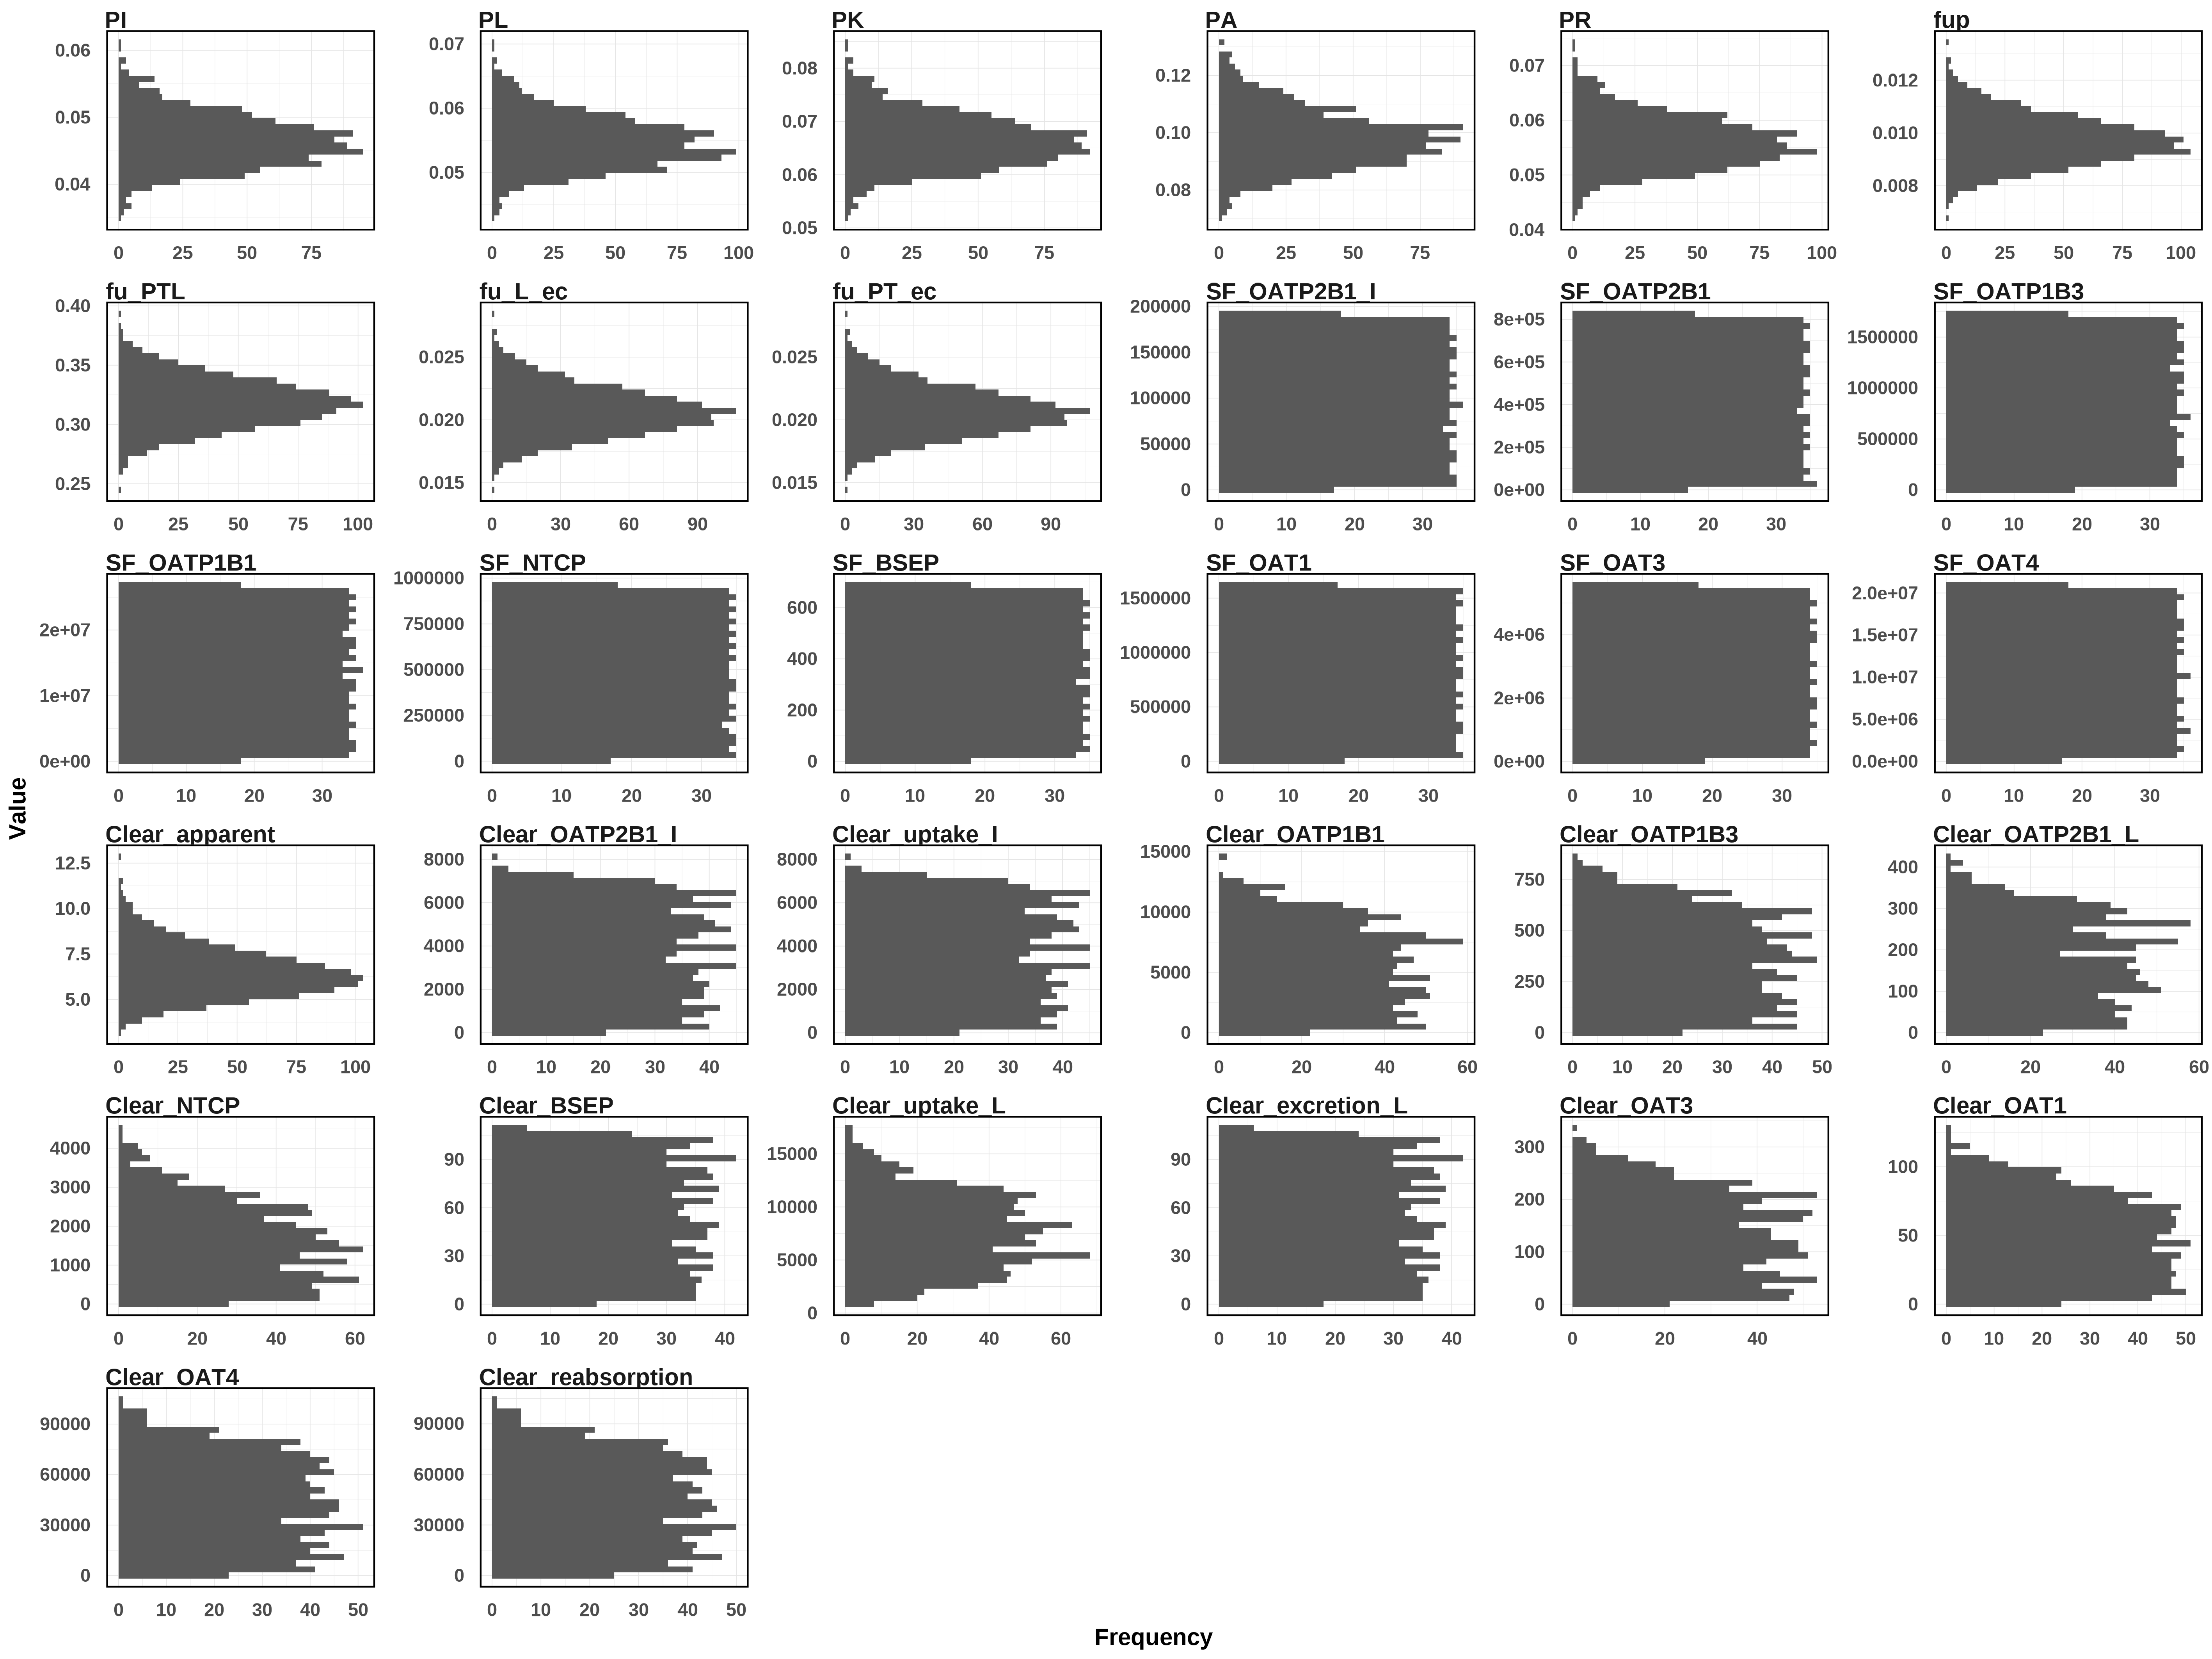 PI PL PK PA PR fup
0.06 0.05 0.04
0 25 50 75
0.07 0.06 0.05
0 25 50 75 100
0.08 0.07 0.06 0.05
0 25 50 75
0.12 0.10 0.08
0 25 50 75
0.07 0.06 0.05 0.04
0 25 50 75 100
0.012 0.010 0.008
0 25 50 75 100
fu_PTL fu_L_ec fu_PT_ec SF_OATP2B1_I SF_OATP2B1 SF_OATP1B3
0.40 0.35 0.30 0.25
0 25 50 75 100
0.025 0.020 0.015
0 30 60 90
0.025 0.020 0.015
0 30 60 90
200000 150000 100000 50000 0
0 10 20 30
8e+05 6e+05 4e+05 2e+05 0e+00
0 10 20 30
1500000 1000000 500000 0
0 10 20 30
SF_OATP1B1 SF_NTCP SF_BSEP SF_OAT1 SF_OAT3 SF_OAT4
2e+07 1e+07 0e+00
0 10 20 30
1000000 750000 500000 250000 0
0 10 20 30
600 400 200 0
0 10 20 30
1500000 1000000 500000 0
0 10 20 30
4e+06 2e+06 0e+00
0 10 20 30
2.0e+07 1.5e+07 1.0e+07 5.0e+06 0.0e+00
0 10 20 30
Value
Clear_apparent Clear_OATP2B1_I Clear_uptake_I Clear_OATP1B1 Clear_OATP1B3 Clear_OATP2B1_L
12.5 10.0 7.5 5.0
0 25 50 75 100
8000 6000 4000 2000 0
0 10 20 30 40
8000 6000 4000 2000 0
0 10 20 30 40
15000 10000 5000 0
0 20 40 60
750 500 250 0
0 10 20 30 40 50
400 300 200 100 0
0 20 40 60
Clear_NTCP Clear_BSEP Clear_uptake_L Clear_excretion_L Clear_OAT3 Clear_OAT1
4000 3000 2000 1000 0
0 20 40 60
90 60 30 0
0 10 20 30 40
15000 10000 5000 0
0 20 40 60
90 60 30 0
0 10 20 30 40
300 200 100 0
0 20 40
100 50 0
0 10 20 30 40 50
Clear_OAT4 Clear_reabsorption
90000 60000 30000 0
0 10 20 30 40 50
90000 60000 30000 0
0 10 20 30 40 50
Frequency